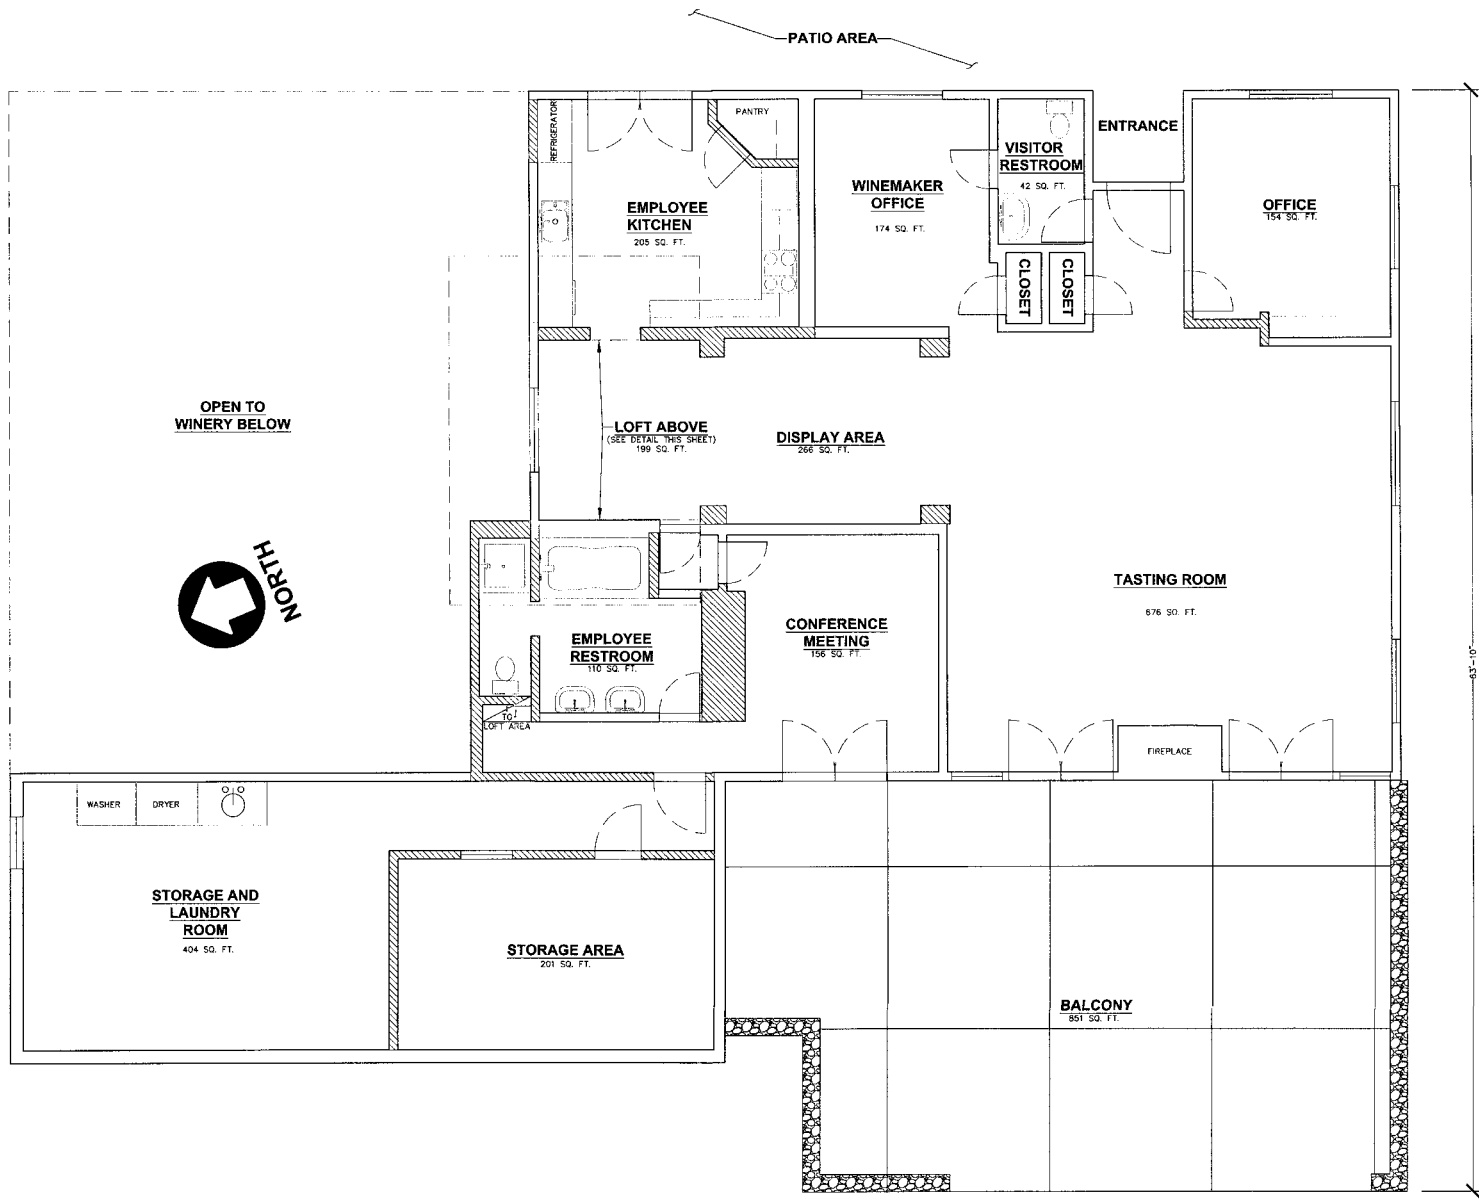 PATIO AREA
REFRIGERATOR
PANTRY
ENTRANCE
VISITOR
RESTROOM
42 SQ. FT.
WINEMAKER
OFFICE
174 SQ. FT.
EMPLOYEE
KITCHEN
205 SQ. FT.
OFFICE
154 SQ. FT.
CLOSET
CLOSET
OPEN TO
WINERY BELOW
LOFT ABOVE
(SEE DETAIL THIS SHEET)
199 SQ. FT.
DISPLAY AREA
266 SQ. FT.
NORTH
TASTING ROOM
676 SQ. FT.
CONFERENCE
MEETING
156 SQ. FT.
EMPLOYEE
RESTROOM
110 SQ. FT.
63'-10"
TO
LOFT AREA
FIREPLACE
WASHER
DRYER
STORAGE AND
LAUNDRY
ROOM
404 SQ. FT.
STORAGE AREA
201 SQ. FT.
BALCONY
851 SQ. FT.